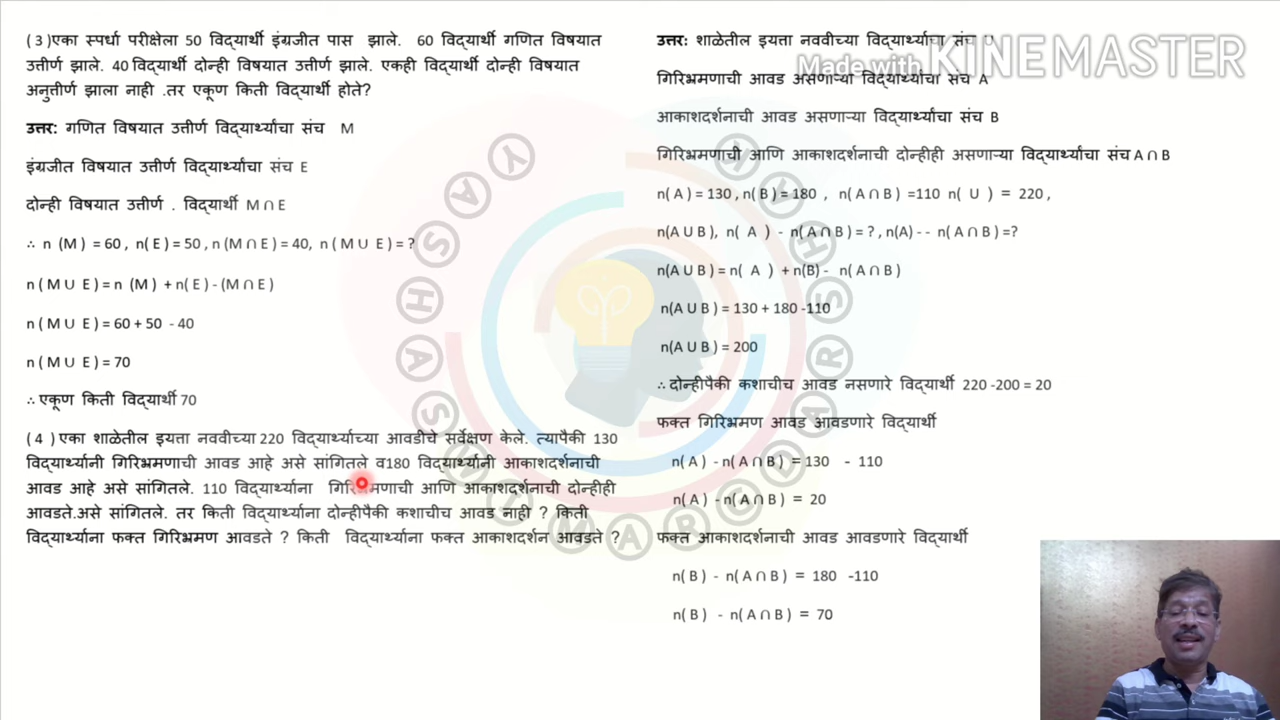 ( 3 )एका स्पर्धा परीक्षेला 50 विद्यार्थी इंग्रजीत पास झाले. 60 विद्यार्थी गणित विषयात
उत्तीर्ण झाले. 40 विद्यार्थी दोन्ही विषयात उत्तीर्ण झाले. एकही विद्यार्थी दोन्ही विषयात
अनुत्तीर्ण झाला नाही .तर एकूण किती विद्यार्थी होते?
उत्तर: गणित विषयात उत्तीर्ण विद्यार्थ्यांचा संच M
इंग्रजीत विषयात उत्तीर्ण विद्यार्थ्यांचा संच E
दोन्ही विषयात उत्तीर्ण . विद्यार्थी M ∩ E
∴ n (M) = 60, n( E) = 50 , n (M ∩ E) = 40, n ( M ∪ E) = ?
n ( M ∪ E) = n (M) + n( E) - (M ∩ E )
n ( M ∪ E) = 60 + 50 - 40
n ( M ∪ E) = 70
∴ एकूण किती विद्यार्थी 70
( 4 ) एका शाळेतील इयत्ता नववीच्या 220 विद्यार्थ्यांच्या आवडीचे सर्वेक्षण केले. त्यापैकी 130
विद्यार्थ्यांनी गिरिभ्रमणाची आवड आहे असे सांगितले व180 विद्यार्थ्यांनी आकाशदर्शनाची
आवड आहे असे सांगितले. 110 विद्यार्थ्यांना गिरिभ्रमणाची आणि आकाशदर्शनाची दोन्हीही
आवडते.असे सांगितले. तर किती विद्यार्थ्यांना दोन्हीपैकी कशाचीच आवड नाही ? किती
विद्यार्थ्यांना फक्त गिरिभ्रमण आवडते ? किती विद्यार्थ्यांना फक्त आकाशदर्शन आवडते ?
उत्तर: शाळेतील इयत्ता नववीच्या विद्यार्थ्यांचा संच
गिरिभ्रमणाची आवड असणाऱ्या विद्यार्थ्यांचा संच A
आकाशदर्शनाची आवड असणाऱ्या विद्यार्थ्यांचा संच B
गिरिभ्रमणाची आणि आकाशदर्शनाची दोन्हीही असणाऱ्या विद्यार्थ्यांचा संच A ∩ B
n( A ) = 130 , n( B ) = 180 , n( A ∩ B ) =110 n( U ) = 220 ,
n(A U B), n( A ) - n( A ∩ B ) = ? , n(A) - - n( A ∩ B ) =?
n(A U B) = n( A ) + n(B) - n( A ∩ B )
n(A U B) = 130 + 180 -110
n(A U B) = 200
∴ दोन्हीपैकी कशाचीच आवड नसणारे विद्यार्थी 220 -200 = 20
फक्त गिरिभ्रमण आवड आवडणारे विद्यार्थी
n( A ) - n( A ∩ B ) = 130 - 110
n( A ) - n( A ∩ B ) = 20
फक्त आकाशदर्शनाची आवड आवडणारे विद्यार्थी
n( B ) - n( A ∩ B ) = 180 -110
n( B ) - n( A ∩ B ) = 70
Made with KINEMASTER
YASHASHVI MARGDARSHAK